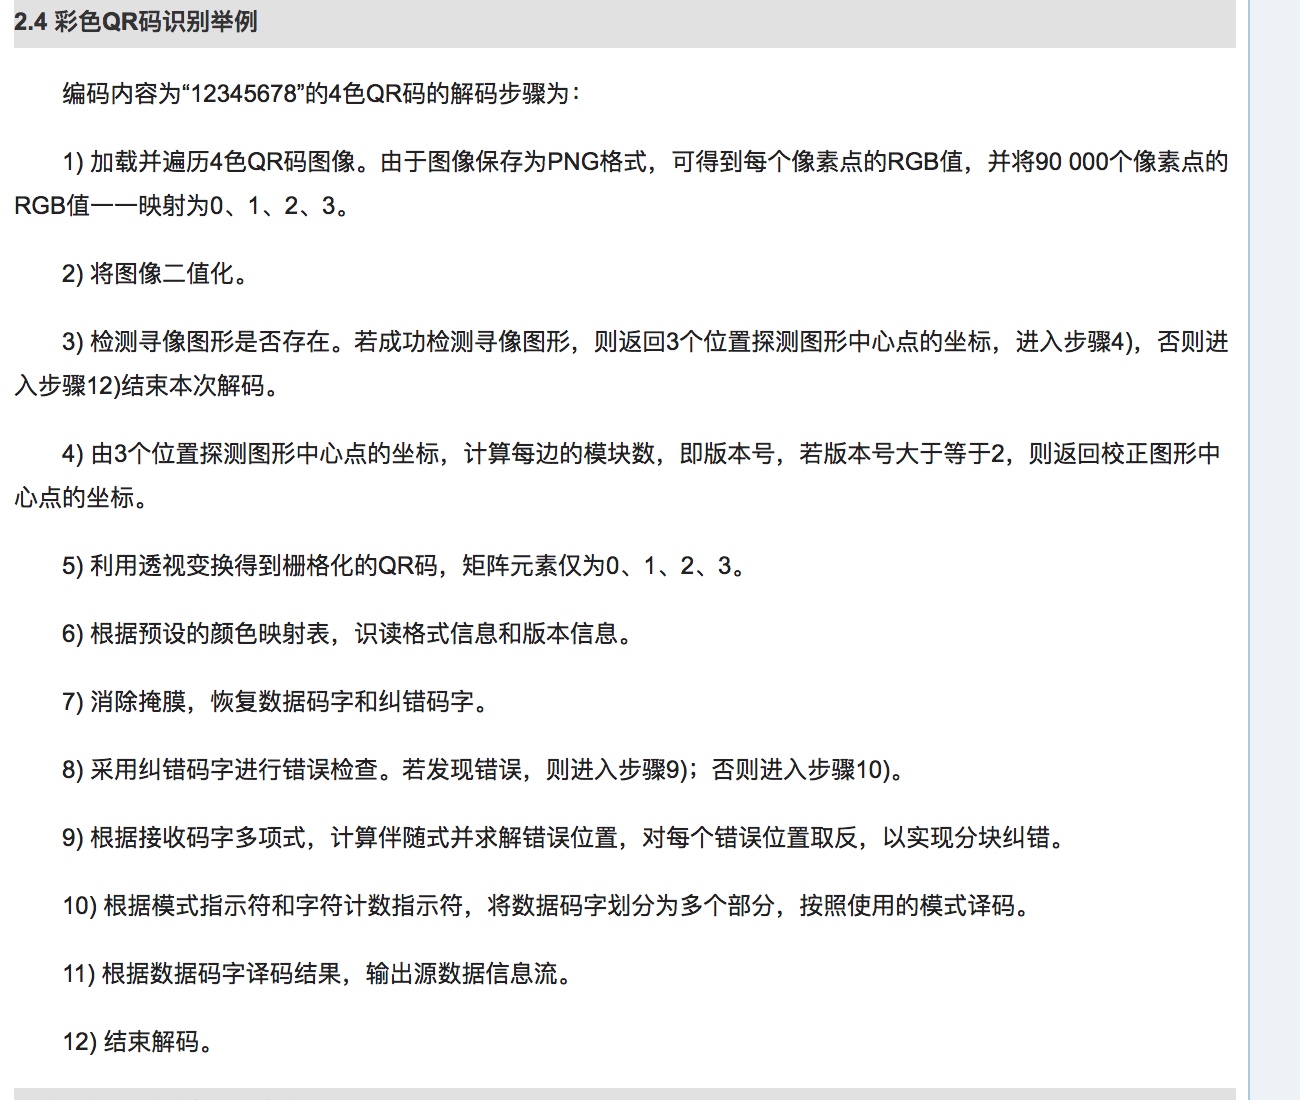 2.4 彩色QR码识别举例
编码内容为“12345678”的4色QR码的解码步骤为：
1) 加载并遍历4色QR码图像。由于图像保存为PNG格式，可得到每个像素点的RGB值，并将90 000个像素点的
RGB值一一映射为0、1、2、3。
2) 将图像二值化。
3) 检测寻像图形是否存在。若成功检测寻像图形，则返回3个位置探测图形中心点的坐标，进入步骤4)，否则进
入步骤12)结束本次解码。
4) 由3个位置探测图形中心点的坐标，计算每边的模块数，即版本号，若版本号大于等于2，则返回校正图形中
心点的坐标。
5) 利用透视变换得到栅格化的QR码，矩阵元素仅为0、1、2、3。
6) 根据预设的颜色映射表，识读格式信息和版本信息。
7) 消除掩膜，恢复数据码字和纠错码字。
8) 采用纠错码字进行错误检查。若发现错误，则进入步骤9)；否则进入步骤10)。
9) 根据接收码字多项式，计算伴随式并求解错误位置，对每个错误位置取反，以实现分块纠错。
10) 根据模式指示符和字符计数指示符，将数据码字划分为多个部分，按照使用的模式译码。
11) 根据数据码字译码结果，输出源数据信息流。
12) 结束解码。